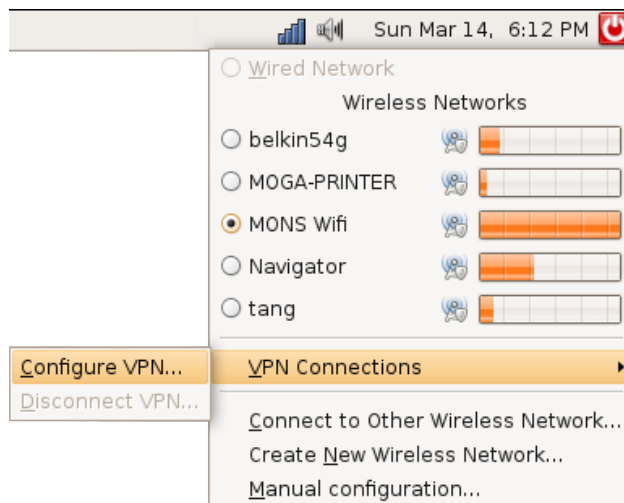 Sun Mar 14, 6:12 PM
Wired Network
Wireless Networks
belkin54g
MOGA-PRINTER
MONS Wifi
Navigator
tang
Configure VPN...
VPN Connections
Disconnect VPN...
Connect to Other Wireless Network...
Create New Wireless Network...
Manual configuration...